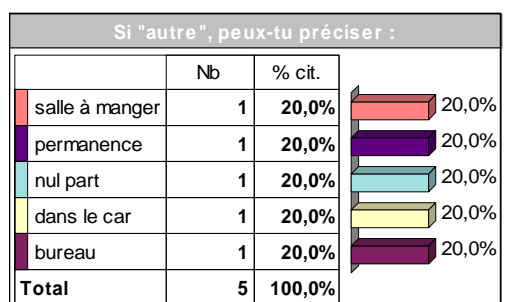 Si "autre", peux-tu préciser :
Nb % cit.
salle à manger 1 20,0% 20,0%
permanence 1 20,0% 20,0%
nul part 1 20,0% 20,0%
dans le car 1 20,0% 20,0%
bureau 1 20,0% 20,0%
Total 5 100,0%